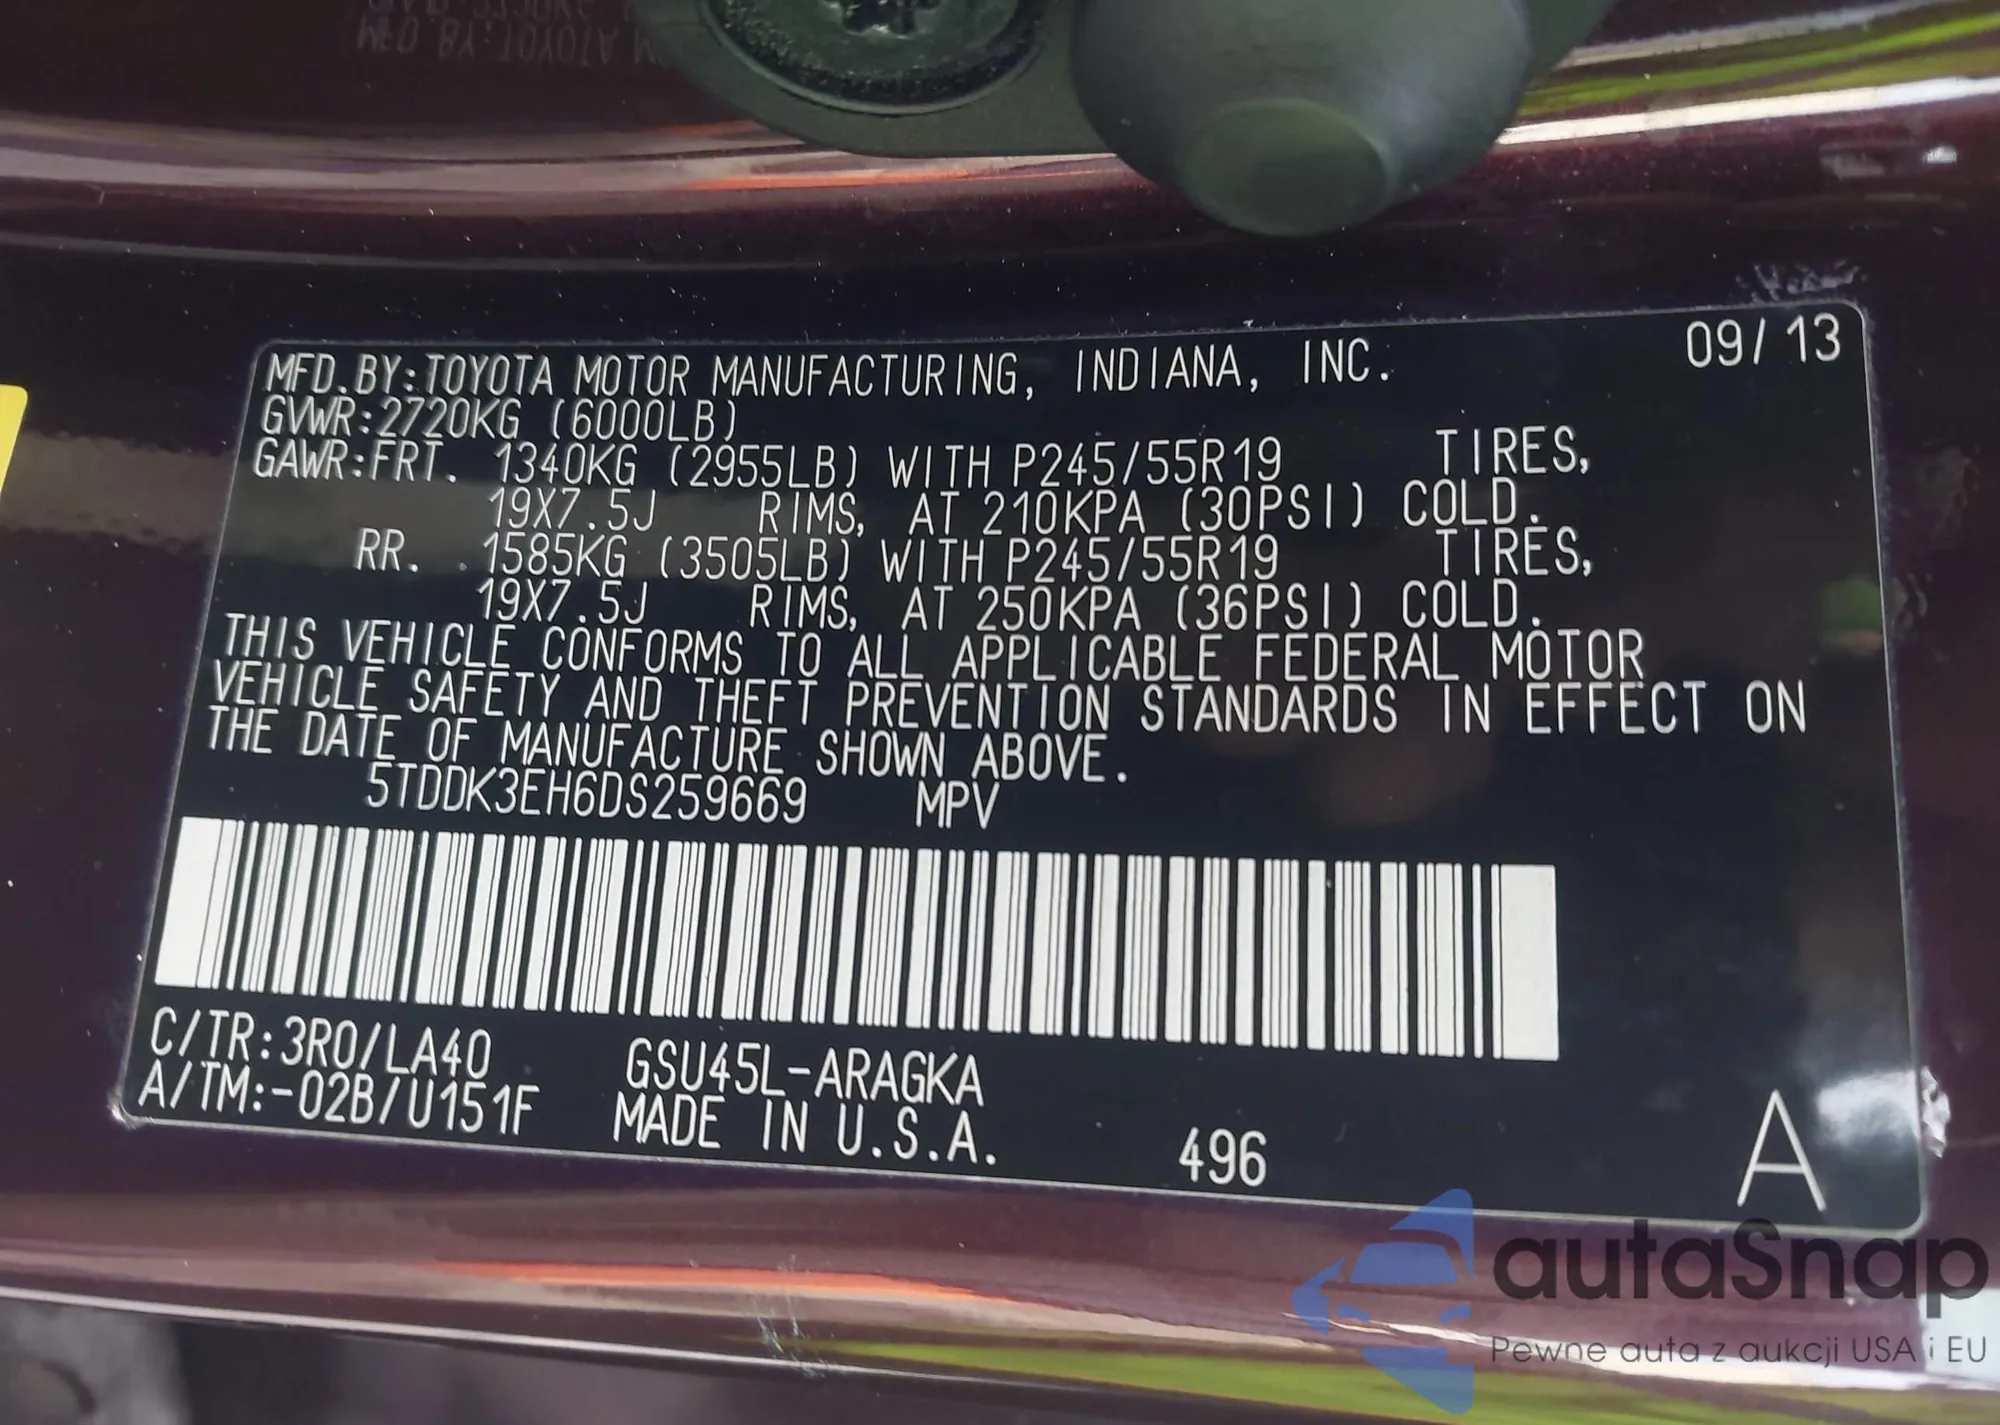 MFD.BY:TOYOTA MOTOR MANUFACTURING, INDIANA, INC. 09/13
GVWR:2720KG (6000LB)
GAWR:FRT. 1340KG (2955LB) WITH P245/55R19 TIRES,
19X7.5J RIMS, AT 210KPA (30PSI) COLD.
RR. 1585KG (3505LB) WITH P245/55R19 TIRES,
19X7.5J RIMS, AT 250KPA (36PSI) COLD.
THIS VEHICLE CONFORMS TO ALL APPLICABLE FEDERAL MOTOR
VEHICLE SAFETY AND THEFT PREVENTION STANDARDS IN EFFECT ON
THE DATE OF MANUFACTURE SHOWN ABOVE.
5TDDK3EH6DS259669 MPV
C/TR:3R0/LA40 GSU45L-ARAGKA
A/TM:-02B/U151F MADE IN U.S.A. 496 A
autaSnap
Pewne auta z aukcji USA i EU